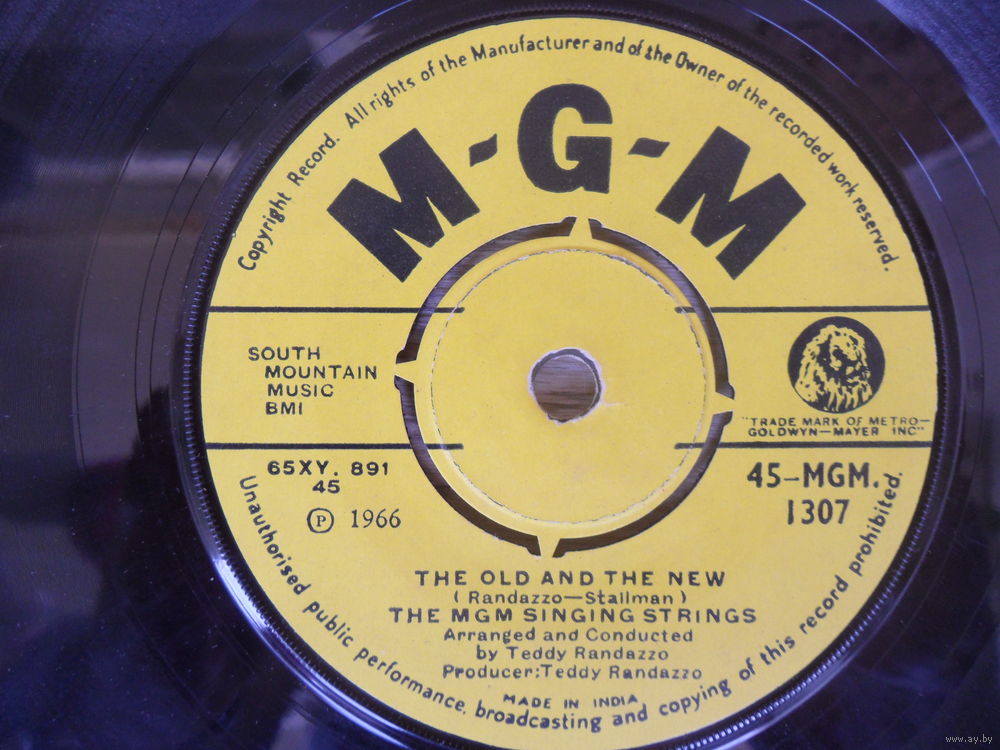 Copyright Record. All rights of the Manufacturer and of the Owner of the recorded work reserved.
M-G-M
SOUTH
MOUNTAIN
MUSIC
BMI
"TRADE MARK OF METRO-
GOLDWYN-MAYER INC"
65XY. 891
45
Ⓟ 1966
45-MGM.
1307
THE OLD AND THE NEW
(Randazzo-Stallman)
THE MGM SINGING STRINGS
Arranged and Conducted
by Teddy Randazzo
Producer:Teddy Randazzo
MADE IN INDIA
Unauthorised public performance, broadcasting and copying of this record prohibited.
www.ay.by